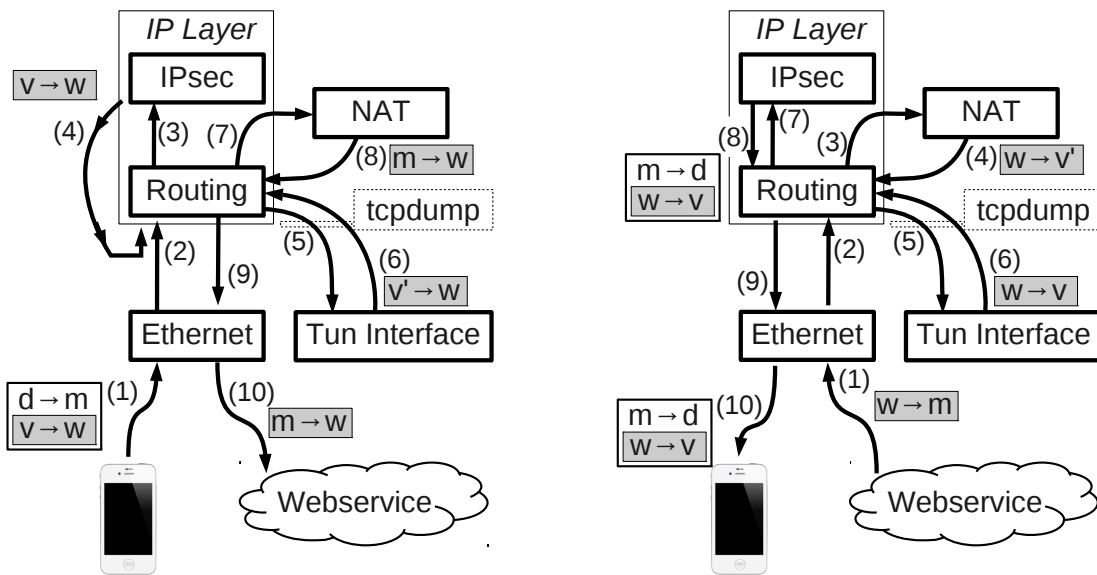 IP Layer
IPsec
v → w
NAT
(4)
(3)
(7)
(8)
m → w
Routing
tcpdump
(2)
(5)
(9)
(6)
v' → w
Ethernet
Tun Interface
(1)
(10)
d → m
v → w
m → w
Webservice
IP Layer
IPsec
NAT
(8)
(7)
(3)
(4)
w → v'
m → d
w → v
Routing
tcpdump
(5)
(2)
(6)
(9)
w → v
Ethernet
Tun Interface
(1)
(10)
w → m
m → d
w → v
Webservice